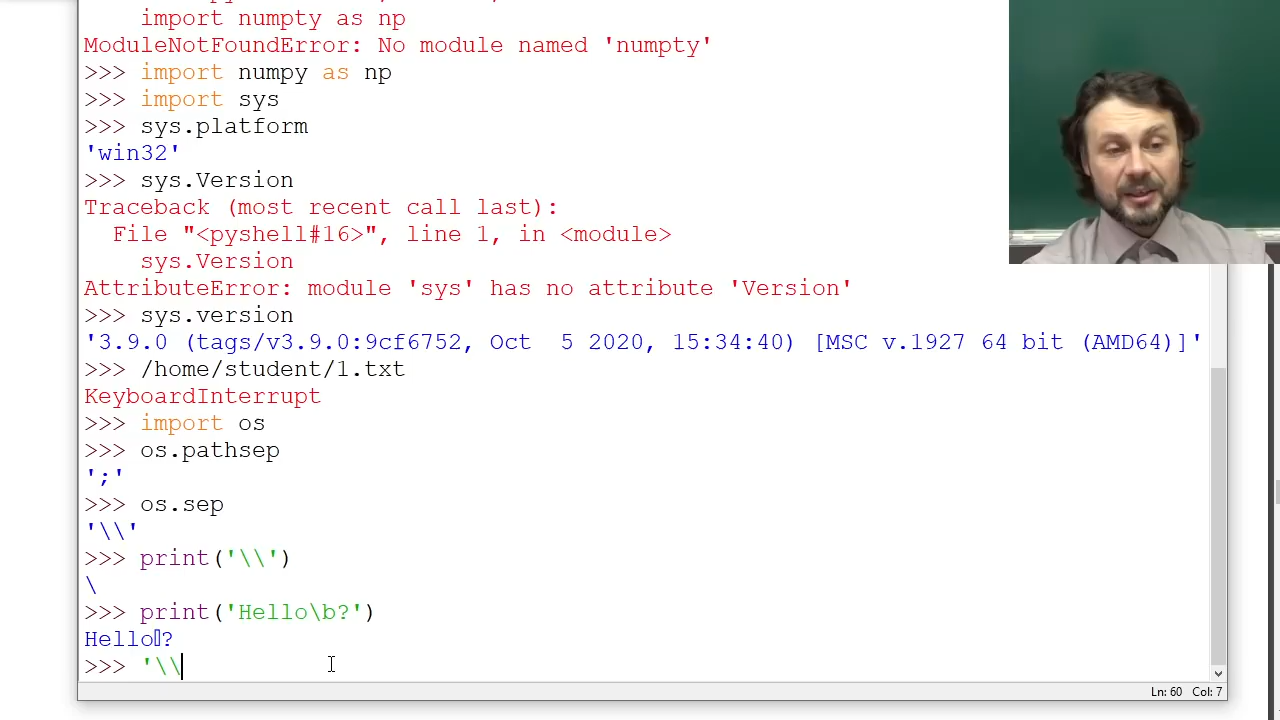 import numpty as np
ModuleNotFoundError: No module named 'numpty'
>>> import numpy as np
>>> import sys
>>> sys.platform
'win32'
>>> sys.Version
Traceback (most recent call last):
  File "<pyshell#16>", line 1, in <module>
    sys.Version
AttributeError: module 'sys' has no attribute 'Version'
>>> sys.version
'3.9.0 (tags/v3.9.0:9cf6752, Oct  5 2020, 15:34:40) [MSC v.1927 64 bit (AMD64)]'
>>> /home/student/1.txt
KeyboardInterrupt
>>> import os
>>> os.pathsep
';'
>>> os.sep
'\\'
>>> print('\\')
\
>>> print('Hello\b?')
Hello▯?
>>> '\\
Ln: 60 Col: 7